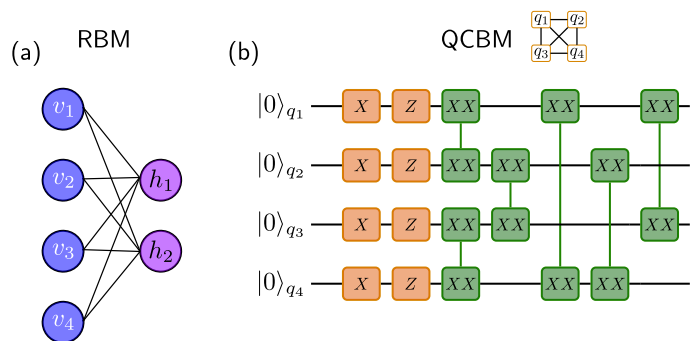 (a) RBM
v₁
v₂
v₃
v₄
h₁
h₂
(b) QCBM
q₁ q₂
q₃ q₄
|0⟩q₁ X Z XX XX XX
|0⟩q₂ X Z XX XX XX
|0⟩q₃ X Z XX XX XX
|0⟩q₄ X Z XX XX XX